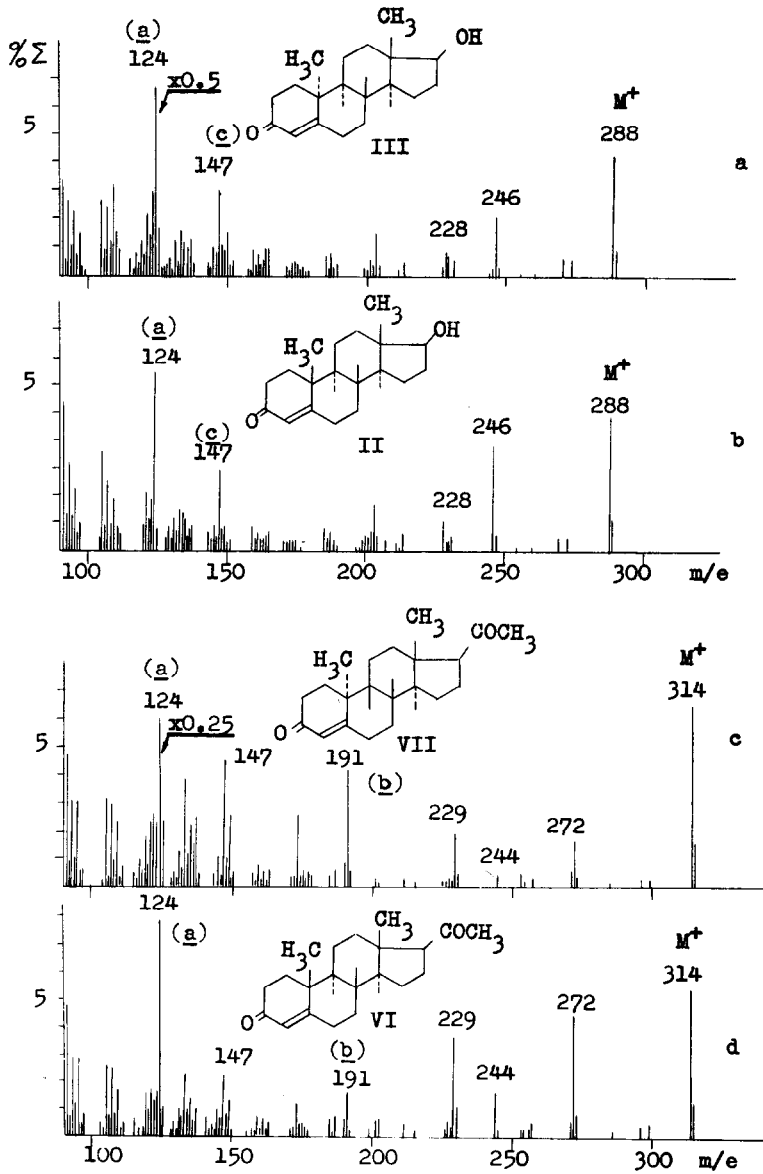 (a)
124
CH3
OH
%Σ
x0.5
H3C
M+
5
(c)
147
O
III
288
246
228
a
(a)
124
CH3
OH
H3C
M+
5
O
II
288
(c)
147
246
228
b
100
150
200
250
300
m/e
(a)
124
CH3
COCH3
H3C
M+
314
x0.25
5
147
O
VII
191
(b)
229
244
272
c
124
(a)
CH3
COCH3
H3C
M+
314
5
O
VI
272
229
147
(b)
191
244
d
100
150
200
250
300
m/e